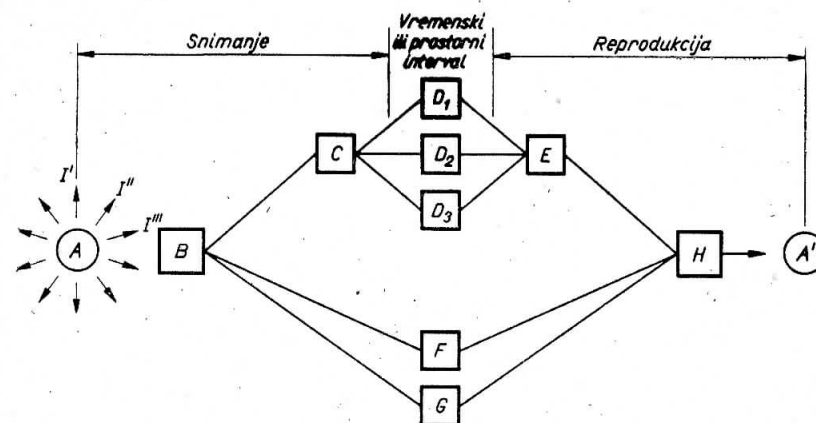 Snimanje
Vremenski
ili prostorni
interval
Reprodukcija
D₁
C
D₂
E
D₃
I'
I''
I'''
A
B
H
A'
F
G